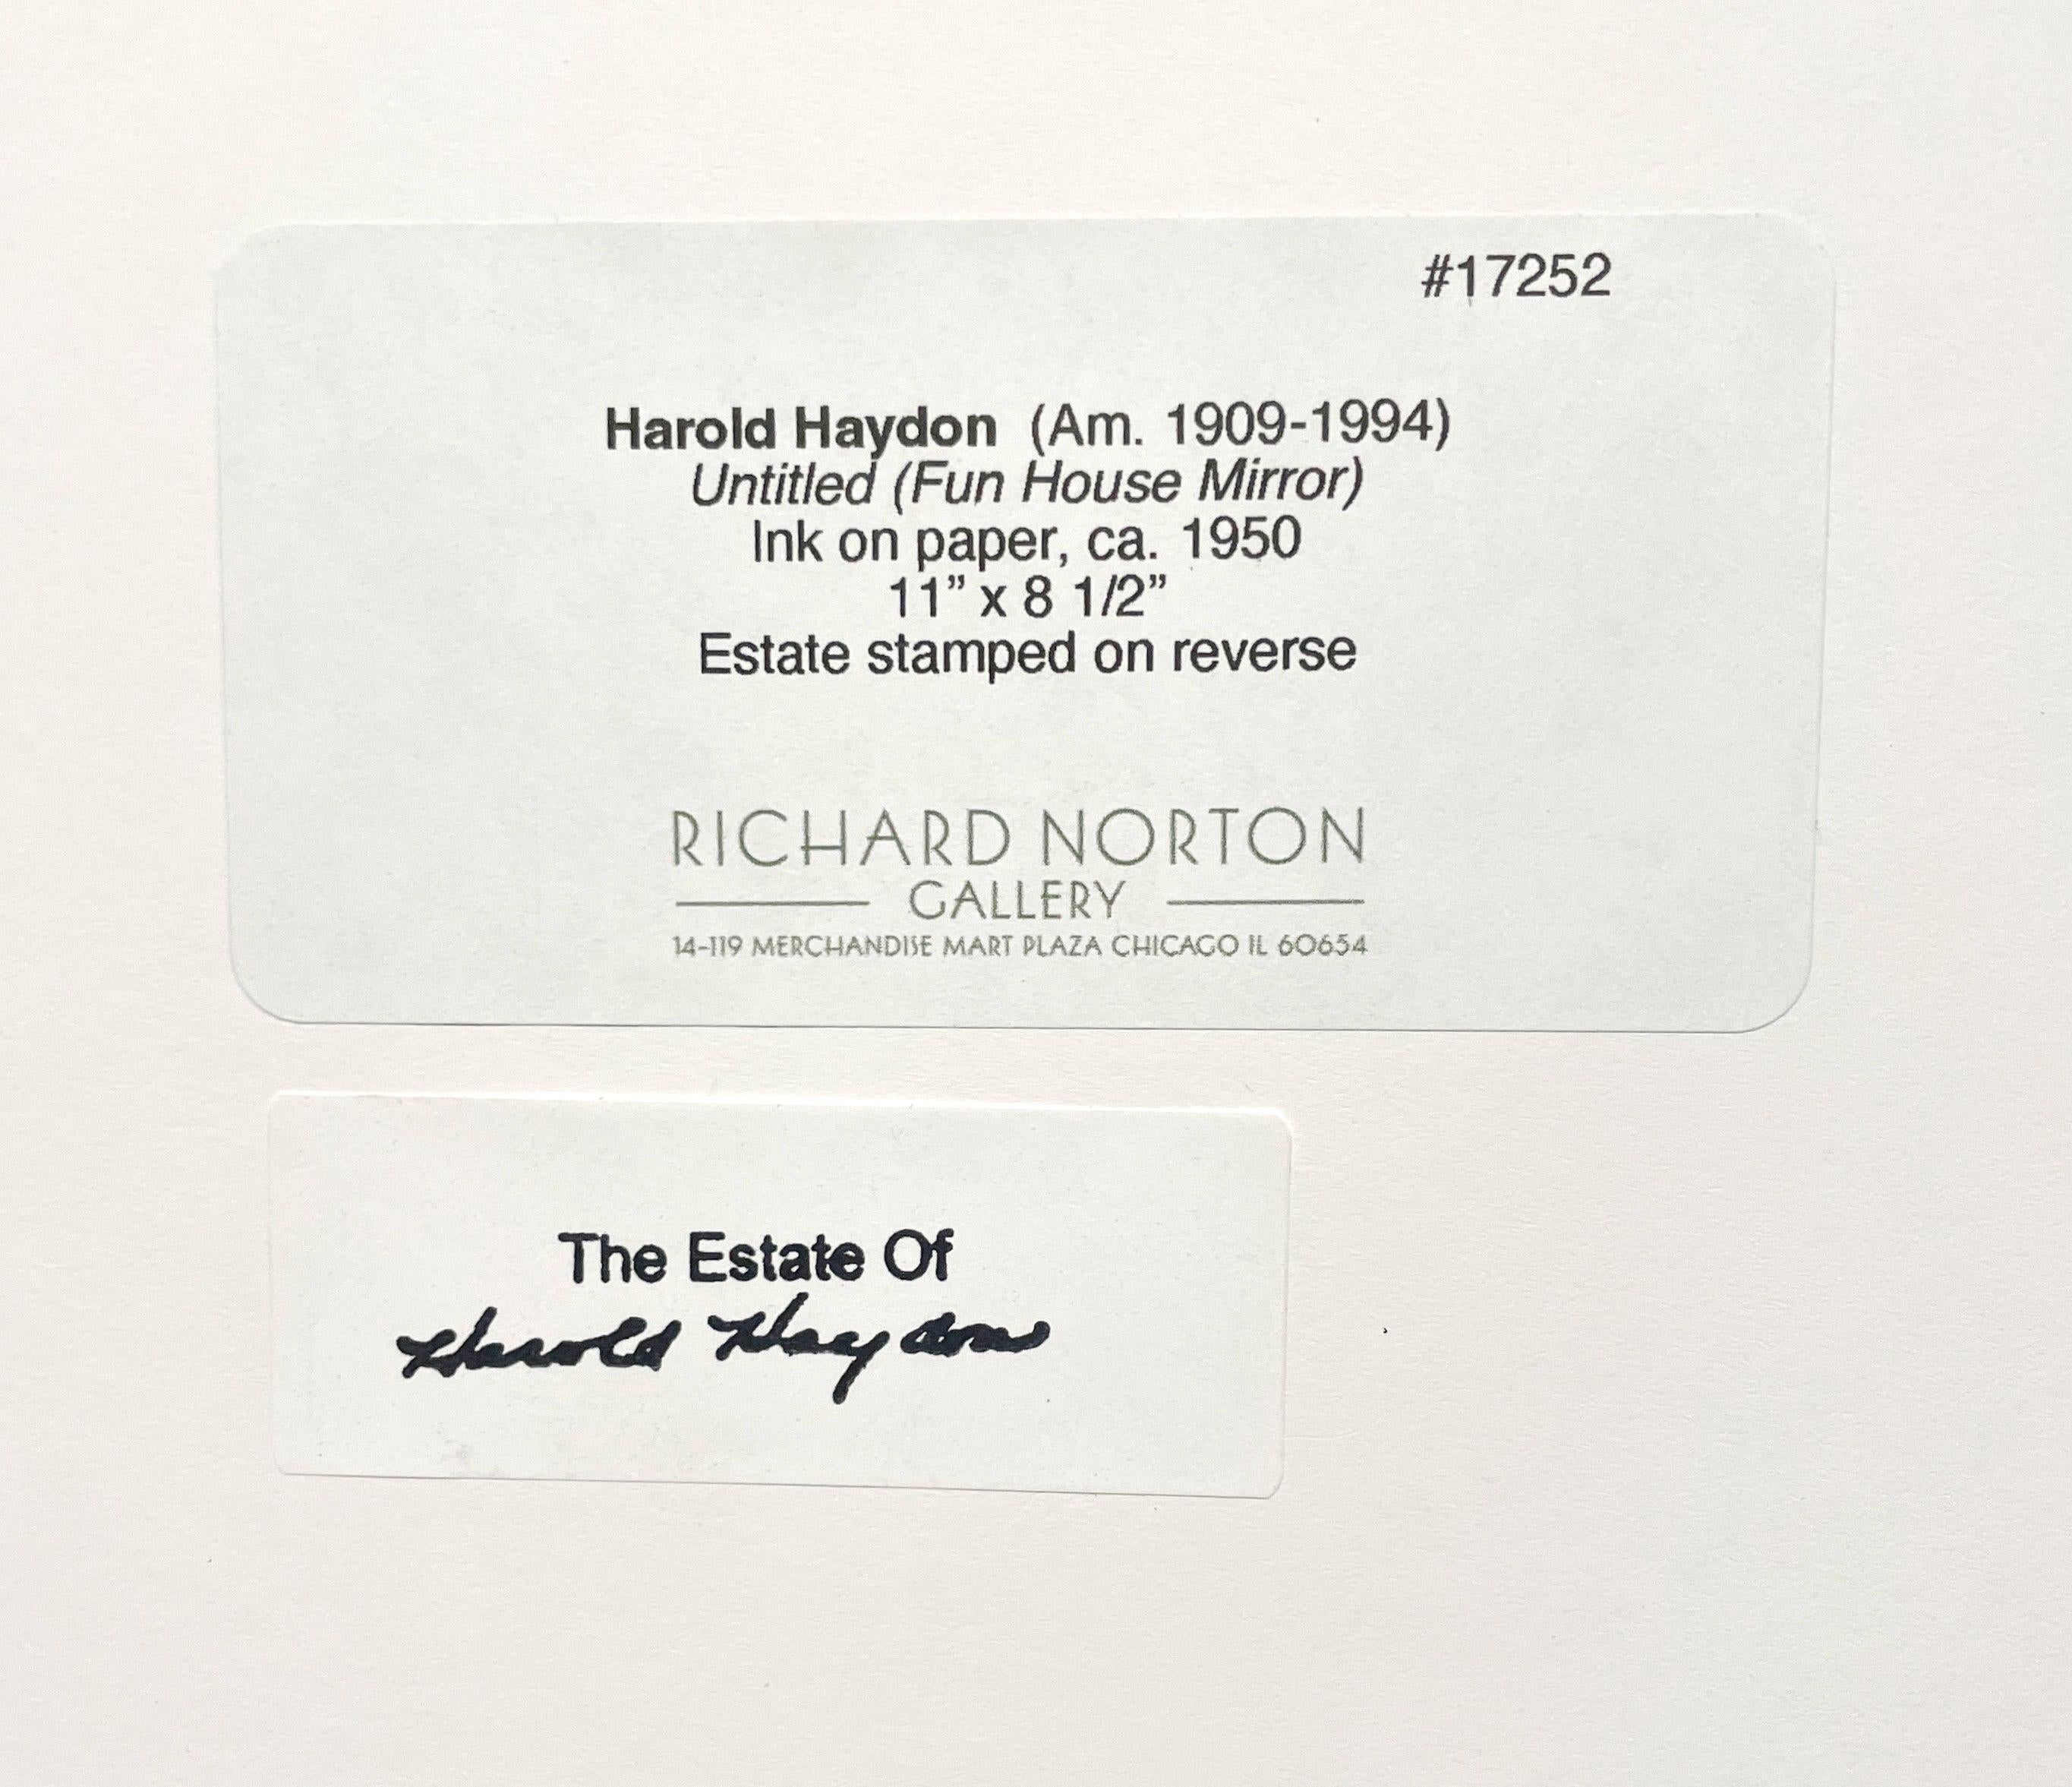 #17252
Harold Haydon (Am. 1909-1994)
Untitled (Fun House Mirror)
Ink on paper, ca. 1950
11” x 8 1/2”
Estate stamped on reverse
RICHARD NORTON
GALLERY
14-119 MERCHANDISE MART PLAZA CHICAGO IL 60654
The Estate Of
Harold Haydon